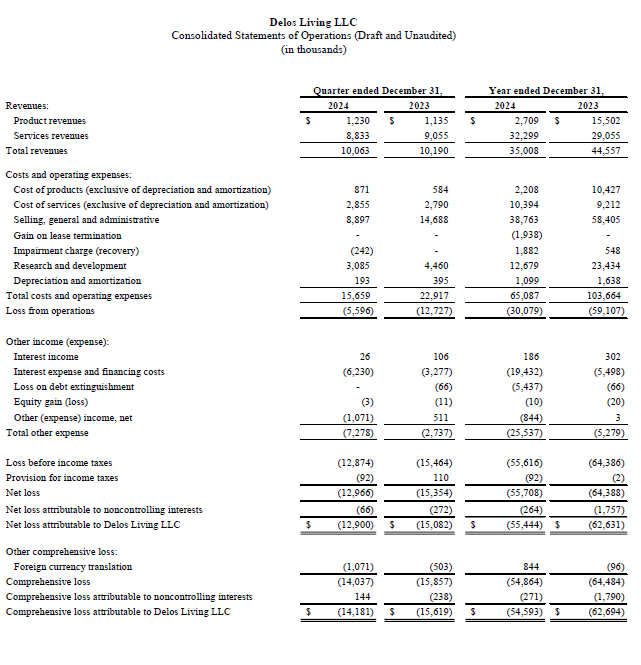 Delos Living LLC
Consolidated Statements of Operations (Draft and Unaudited)
(in thousands)
Quarter ended December 31, Year ended December 31,
Revenues: 2024 2023 2024 2023
Product revenues $ 1,230 $ 1,135 $ 2,709 $ 15,502
Services revenues 8,833 9,055 32,299 29,055
Total revenues 10,063 10,190 35,008 44,557
Costs and operating expenses:
Cost of products (exclusive of depreciation and amortization) 871 584 2,208 10,427
Cost of services (exclusive of depreciation and amortization) 2,855 2,790 10,394 9,212
Selling, general and administrative 8,897 14,688 38,763 58,405
Gain on lease termination - - (1,938) -
Impairment charge (recovery) (242) - 1,882 548
Research and development 3,085 4,460 12,679 23,434
Depreciation and amortization 193 395 1,099 1,638
Total costs and operating expenses 15,659 22,917 65,087 103,664
Loss from operations (5,596) (12,727) (30,079) (59,107)
Other income (expense):
Interest income 26 106 186 302
Interest expense and financing costs (6,230) (3,277) (19,432) (5,498)
Loss on debt extinguishment - (66) (5,437) (66)
Equity gain (loss) (3) (11) (10) (20)
Other (expense) income, net (1,071) 511 (844) 3
Total other expense (7,278) (2,737) (25,537) (5,279)
Loss before income taxes (12,874) (15,464) (55,616) (64,386)
Provision for income taxes (92) 110 (92) (2)
Net loss (12,966) (15,354) (55,708) (64,388)
Net loss attributable to noncontrolling interests (66) (272) (264) (1,757)
Net loss attributable to Delos Living LLC $ (12,900) $ (15,082) $ (55,444) $ (62,631)
Other comprehensive loss:
Foreign currency translation (1,071) (503) 844 (96)
Comprehensive loss (14,037) (15,857) (54,864) (64,484)
Comprehensive loss attributable to noncontrolling interests 144 (238) (271) (1,790)
Comprehensive loss attributable to Delos Living LLC $ (14,181) $ (15,619) $ (54,593) $ (62,694)